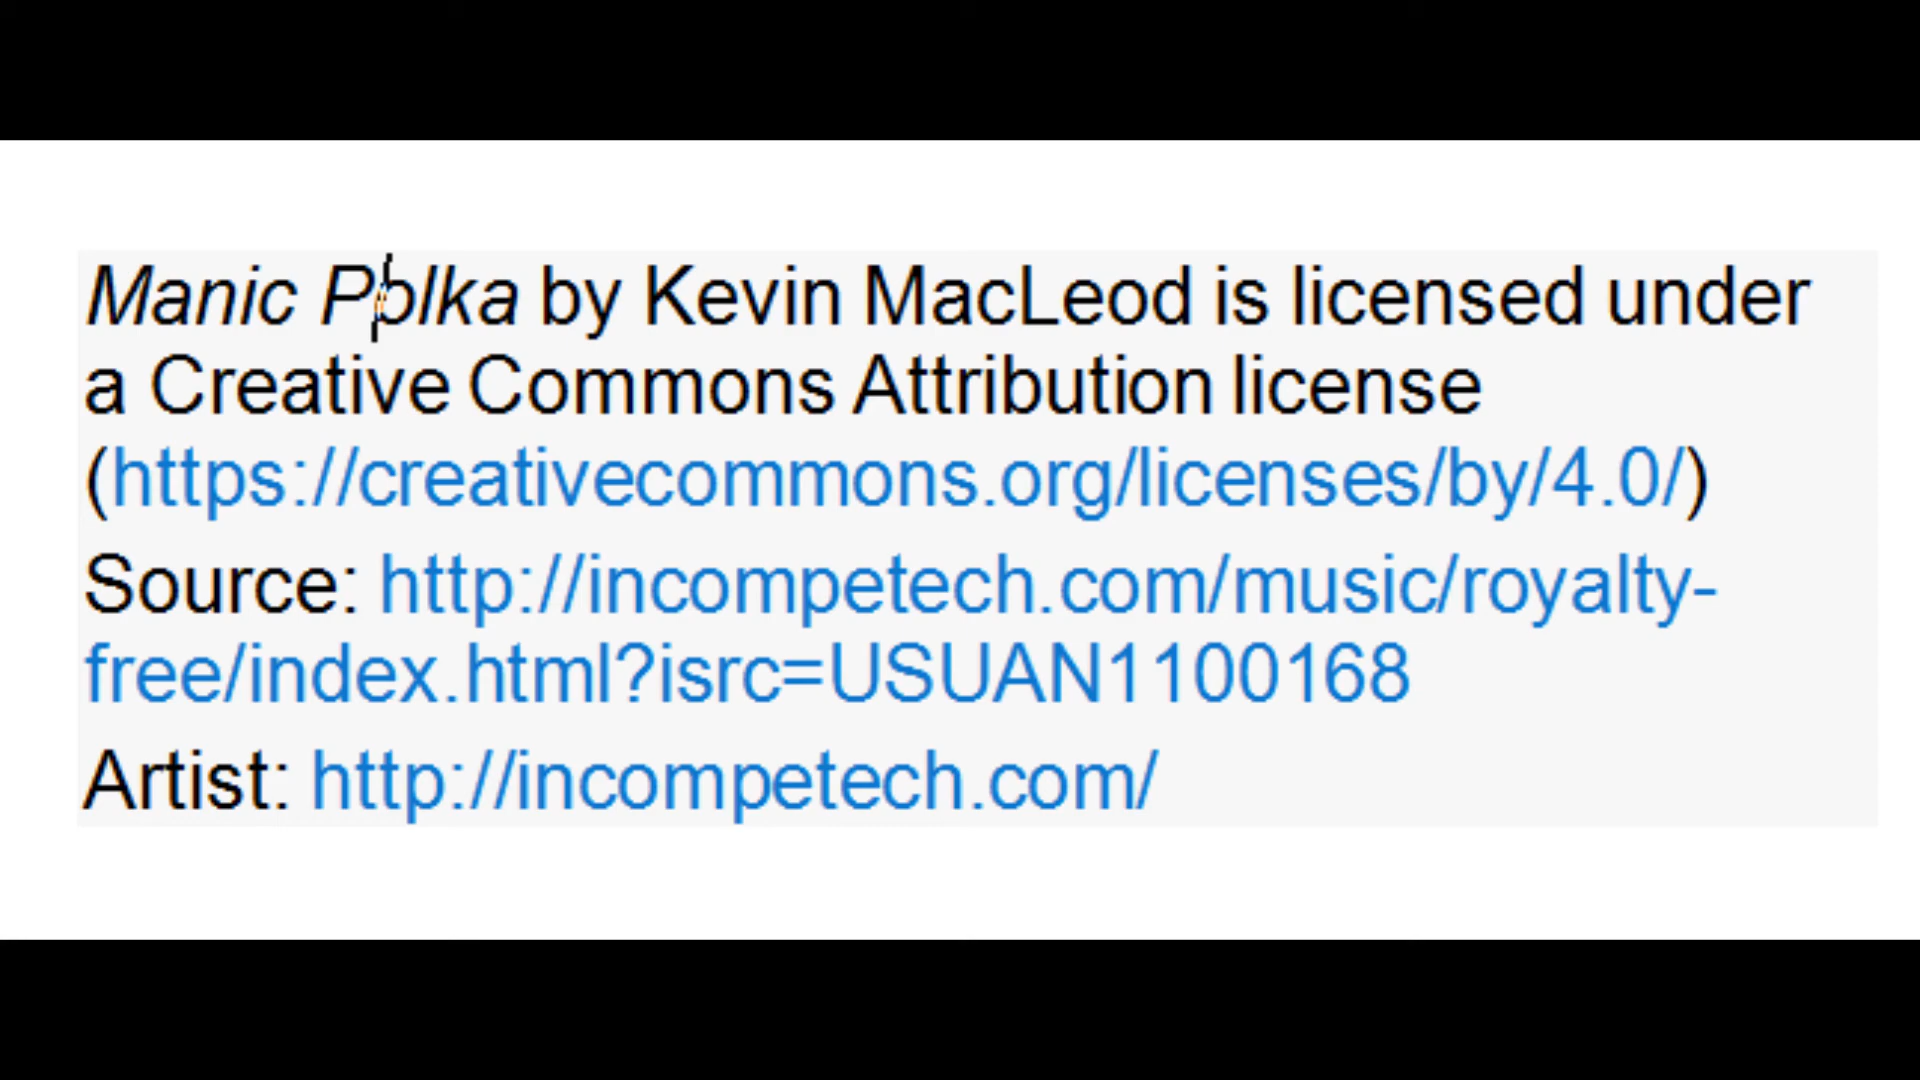 Manic Polka by Kevin MacLeod is licensed under
a Creative Commons Attribution license
(https://creativecommons.org/licenses/by/4.0/)
Source: http://incompetech.com/music/royalty-
free/index.html?isrc=USUAN1100168
Artist: http://incompetech.com/